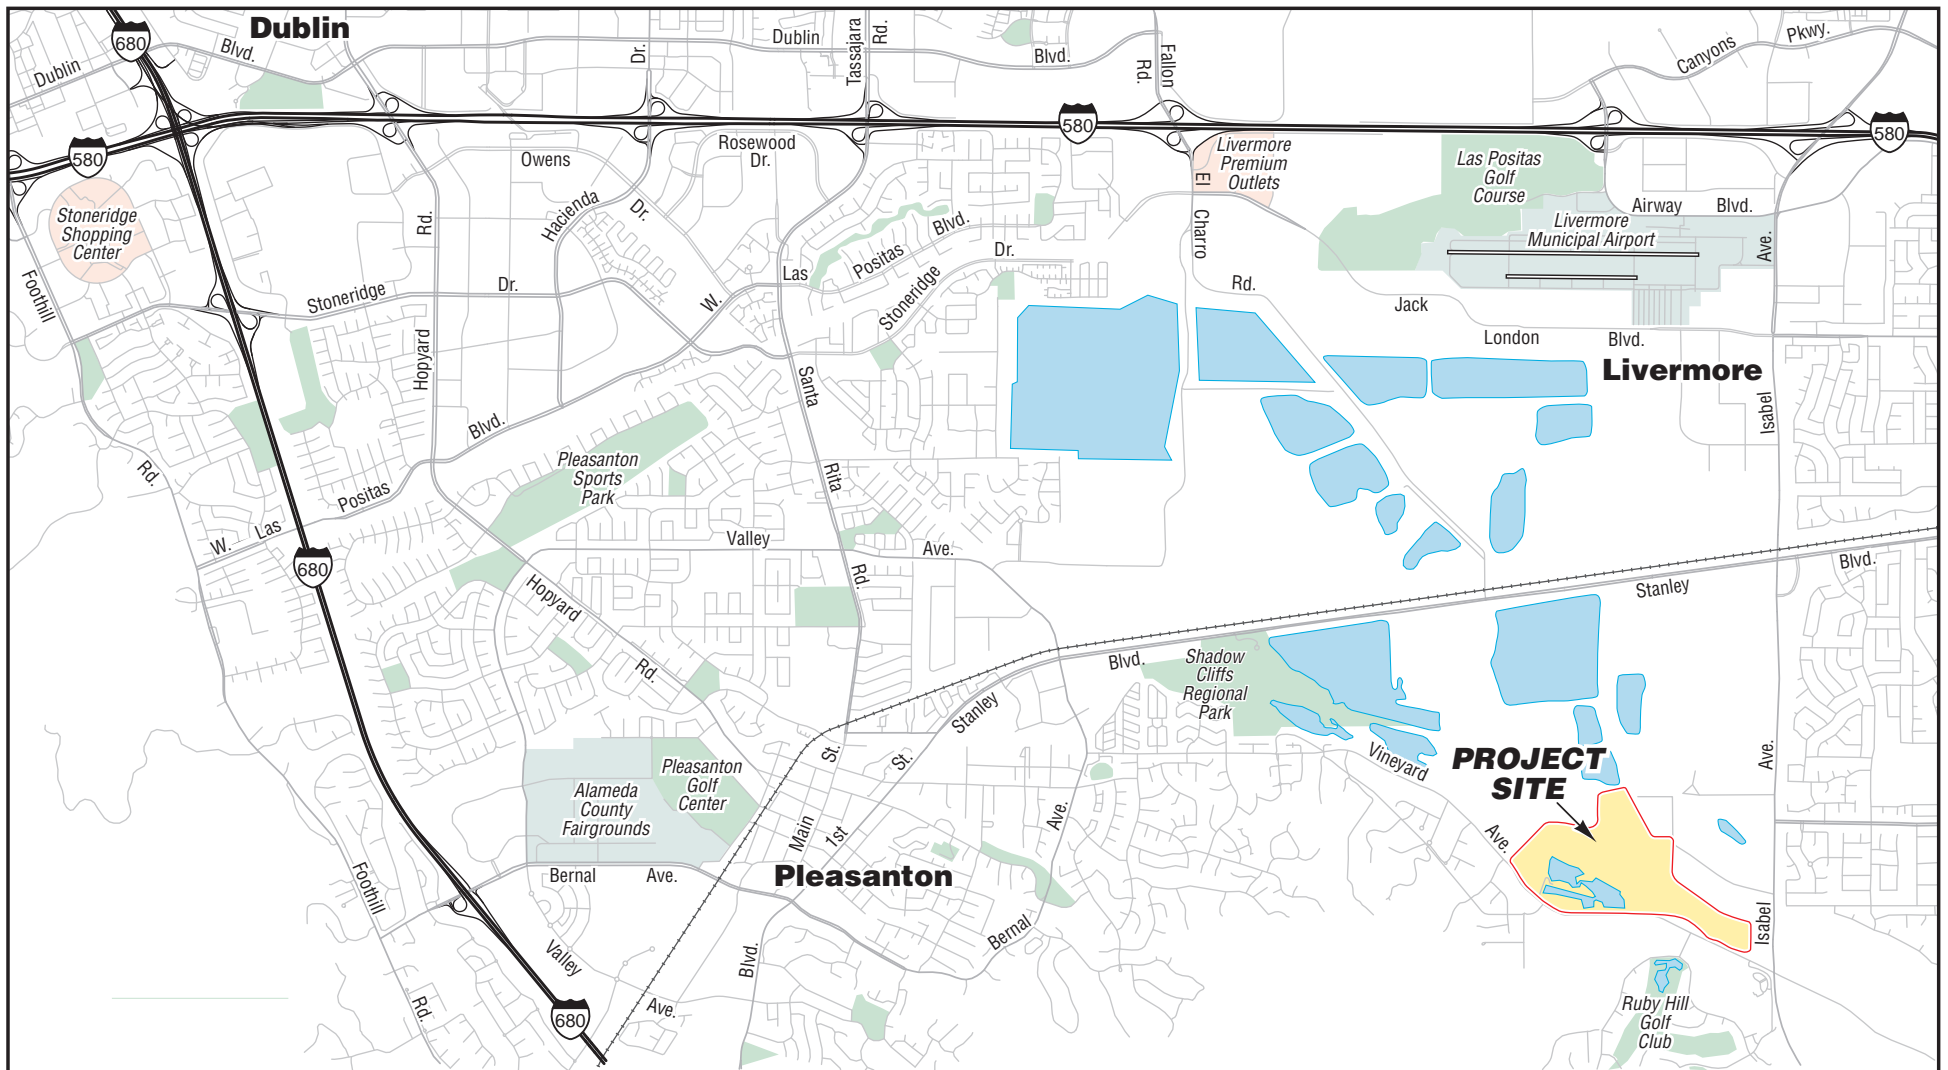 680
Dublin
Blvd.
Dublin
Dr.
Dublin
Blvd.
Tassajara
Rd.
Fallon
Rd.
Canyons
Pkwy.
580
580
580
Owens
Dr.
Rosewood
Dr.
Livermore
Premium
Outlets
Las Positas
Golf
Course
Airway
Blvd.
Livermore
Municipal Airport
Ave.
Stoneridge
Shopping
Center
Foothill
Rd.
Hacienda
Las
Positas
Blvd.
Dr.
El
Charro
Rd.
Stoneridge
Dr.
W.
Stoneridge
Jack
London
Blvd.
Livermore
Hopyard
Santa
Rita
Rd.
Isabel
Blvd.
Pleasanton
Sports
Park
Rd.
Positas
Las
W.
680
Valley
Ave.
Hopyard
Rd.
Stanley
Blvd.
Blvd.
Stanley
Shadow
Cliffs
Regional
Park
Vineyard
Ave.
PROJECT
SITE
Ave.
Alameda
County
Fairgrounds
Pleasanton
Golf
Center
St.
Main
St.
1st
Ave.
Bernal
Ave.
Pleasanton
Foothill
Rd.
Valley
Ave.
Blvd.
Bernal
Isabel
680
Ruby Hill
Golf
Club